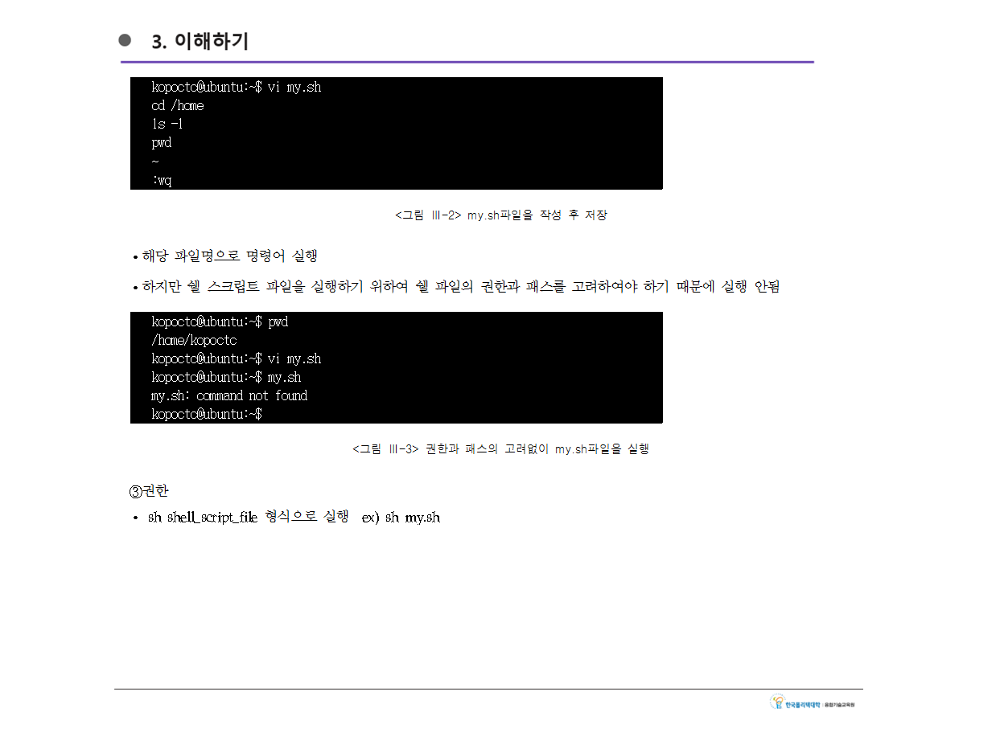 ● 3. 이해하기
kopoctc@ubuntu:~$ vi my.sh
cd /home
ls -l
pwd
~
:wq
<그림 Ⅲ-2> my.sh파일을 작성 후 저장
• 해당 파일명으로 명령어 실행
• 하지만 쉘 스크립트 파일을 실행하기 위하여 쉘 파일의 권한과 패스를 고려하여야 하기 때문에 실행 안됨
kopoctc@ubuntu:~$ pwd
/home/kopoctc
kopoctc@ubuntu:~$ vi my.sh
kopoctc@ubuntu:~$ my.sh
my.sh: command not found
kopoctc@ubuntu:~$
<그림 Ⅲ-3> 권한과 패스의 고려없이 my.sh파일을 실행
③권한
• sh shell_script_file 형식으로 실행 ex) sh my.sh
한국폴리텍대학 융합기술교육원